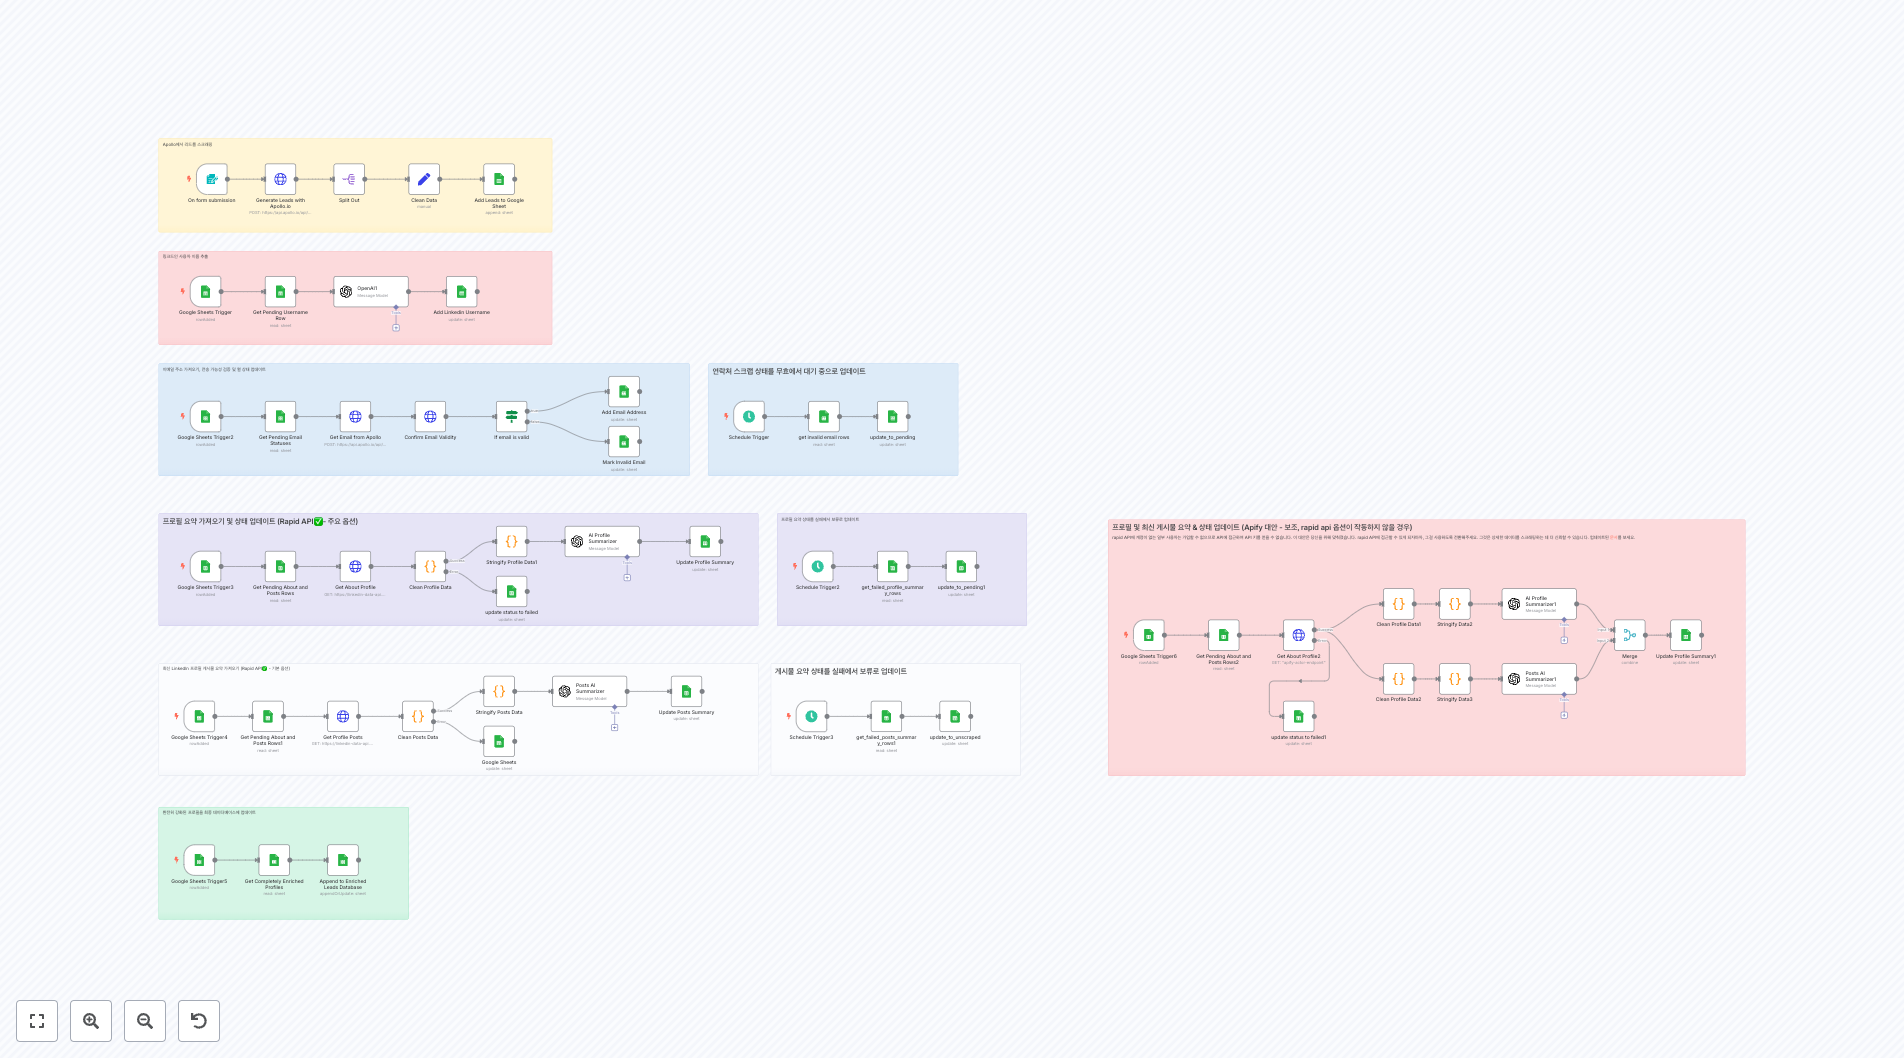 Apollo에서 리드를 스크래핑
On form submission
Generate Leads with
Apollo.io
POST: https://api.apollo.io/api/...
Split Out
Clean Data
manual
Add Leads to Google
Sheet
append: sheet
링크드인 사용자 이름 추출
Google Sheets Trigger
rowAdded
Get Pending Username
Row
read: sheet
OpenAI1
Message Model
Tools
Add Linkedin Username
update: sheet
이메일 주소 가져오기, 전송 가능성 검증 및 행 상태 업데이트
Google Sheets Trigger2
rowAdded
Get Pending Email
Statuses
read: sheet
Get Email from Apollo
POST: https://api.apollo.io/api/...
Confirm Email Validity
If email is valid
Add Email Address
update: sheet
Mark Invalid Email
update: sheet
연락처 스크랩 상태를 무효에서 대기 중으로 업데이트
Schedule Trigger
get invalid email rows
read: sheet
update_to_pending
update: sheet
프로필 요약 가져오기 및 상태 업데이트 (Rapid API✅- 주요 옵션)
Google Sheets Trigger3
rowAdded
Get Pending About and
Posts Rows
read: sheet
Get About Profile
Clean Profile Data
Success
Stringify Profile Data1
AI Profile
Summarizer
Message Model
Tools
Update Profile Summary
update: sheet
update status to failed
update: sheet
프로필 요약 상태를 실패에서 보류로 업데이트
Schedule Trigger2
get_failed_profile_summar
y_rows
read: sheet
update_to_pending1
update: sheet
프로필 및 최신 게시물 요약 & 상태 업데이트 (Apify 대안 - 보조, rapid api 옵션이 작동하지 않을 경우)
Google Sheets Trigger6
rowAdded
Get Pending About and
Posts Rows2
read: sheet
Get About Profile2
Success
Clean Profile Data1
Stringify Data2
AI Profile
Summarizer1
Message Model
Tools
Clean Profile Data2
Stringify Data3
Posts AI
Summarizer1
Message Model
Tools
Merge
combine
Update Profile Summary1
update: sheet
update status to failed1
update: sheet
최신 LinkedIn 프로필 게시물 요약 가져오기 (Rapid API✅ - 기본 옵션)
Google Sheets Trigger4
rowAdded
Get Pending About and
Posts Rows1
read: sheet
Get Profile Posts
Clean Posts Data
Success
Stringify Posts Data
Posts AI
Summarizer
Message Model
Tools
Update Posts Summary
update: sheet
Google Sheets
update: sheet
게시물 요약 상태를 실패에서 보류로 업데이트
Schedule Trigger3
get_failed_posts_summar
y_rows1
read: sheet
update_to_unscraped
update: sheet
완전히 강화된 프로필을 최종 데이터베이스에 업데이트
Google Sheets Trigger5
rowAdded
Get Completely Enriched
Profiles
read: sheet
Append to Enriched
Leads Database
appendOrUpdate: sheet